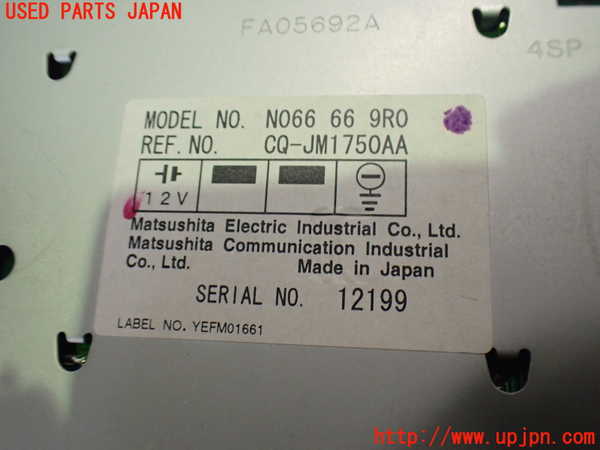 USED PARTS JAPAN
FA05692A
4SP
MODEL NO. N066 66 9R0
REF. NO. CQ-JM1750AA
12V
Matsushita Electric Industrial Co., Ltd.
Matsushita Communication Industrial
Co., Ltd. Made in Japan
SERIAL NO. 12199
LABEL NO. YEFM01661
http://www.upjpn.com/